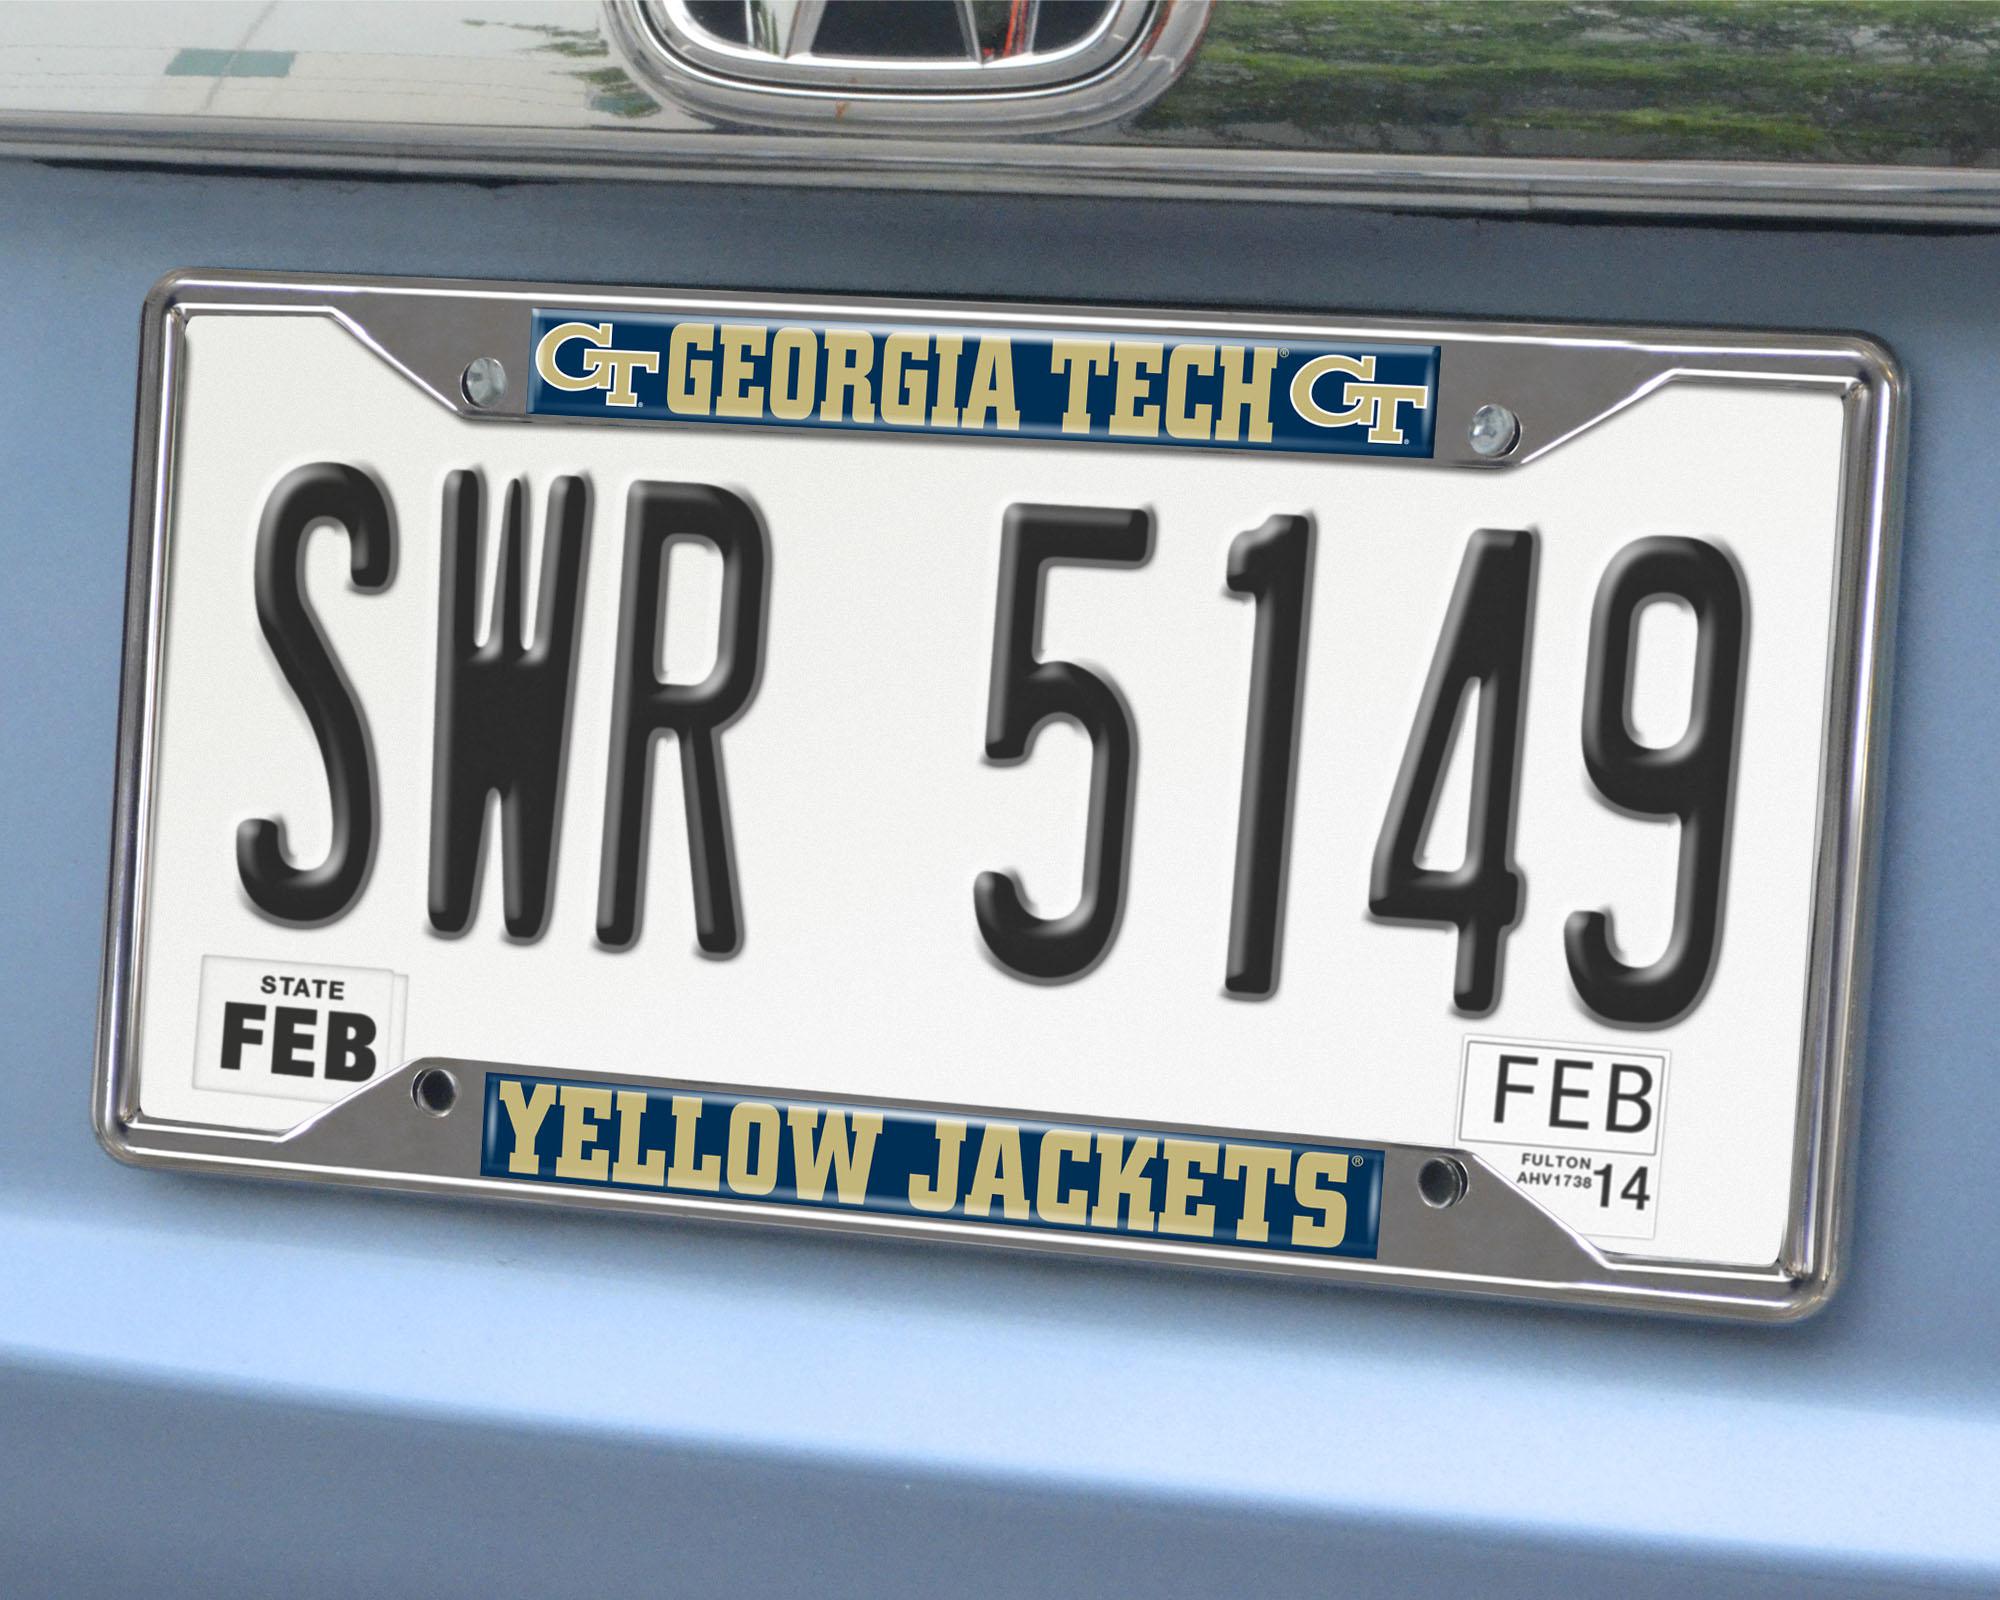 GT GEORGIA TECH® GT
SWR 5149
STATE
FEB
FEB
FULTON
AHV1738 14
YELLOW JACKETS®